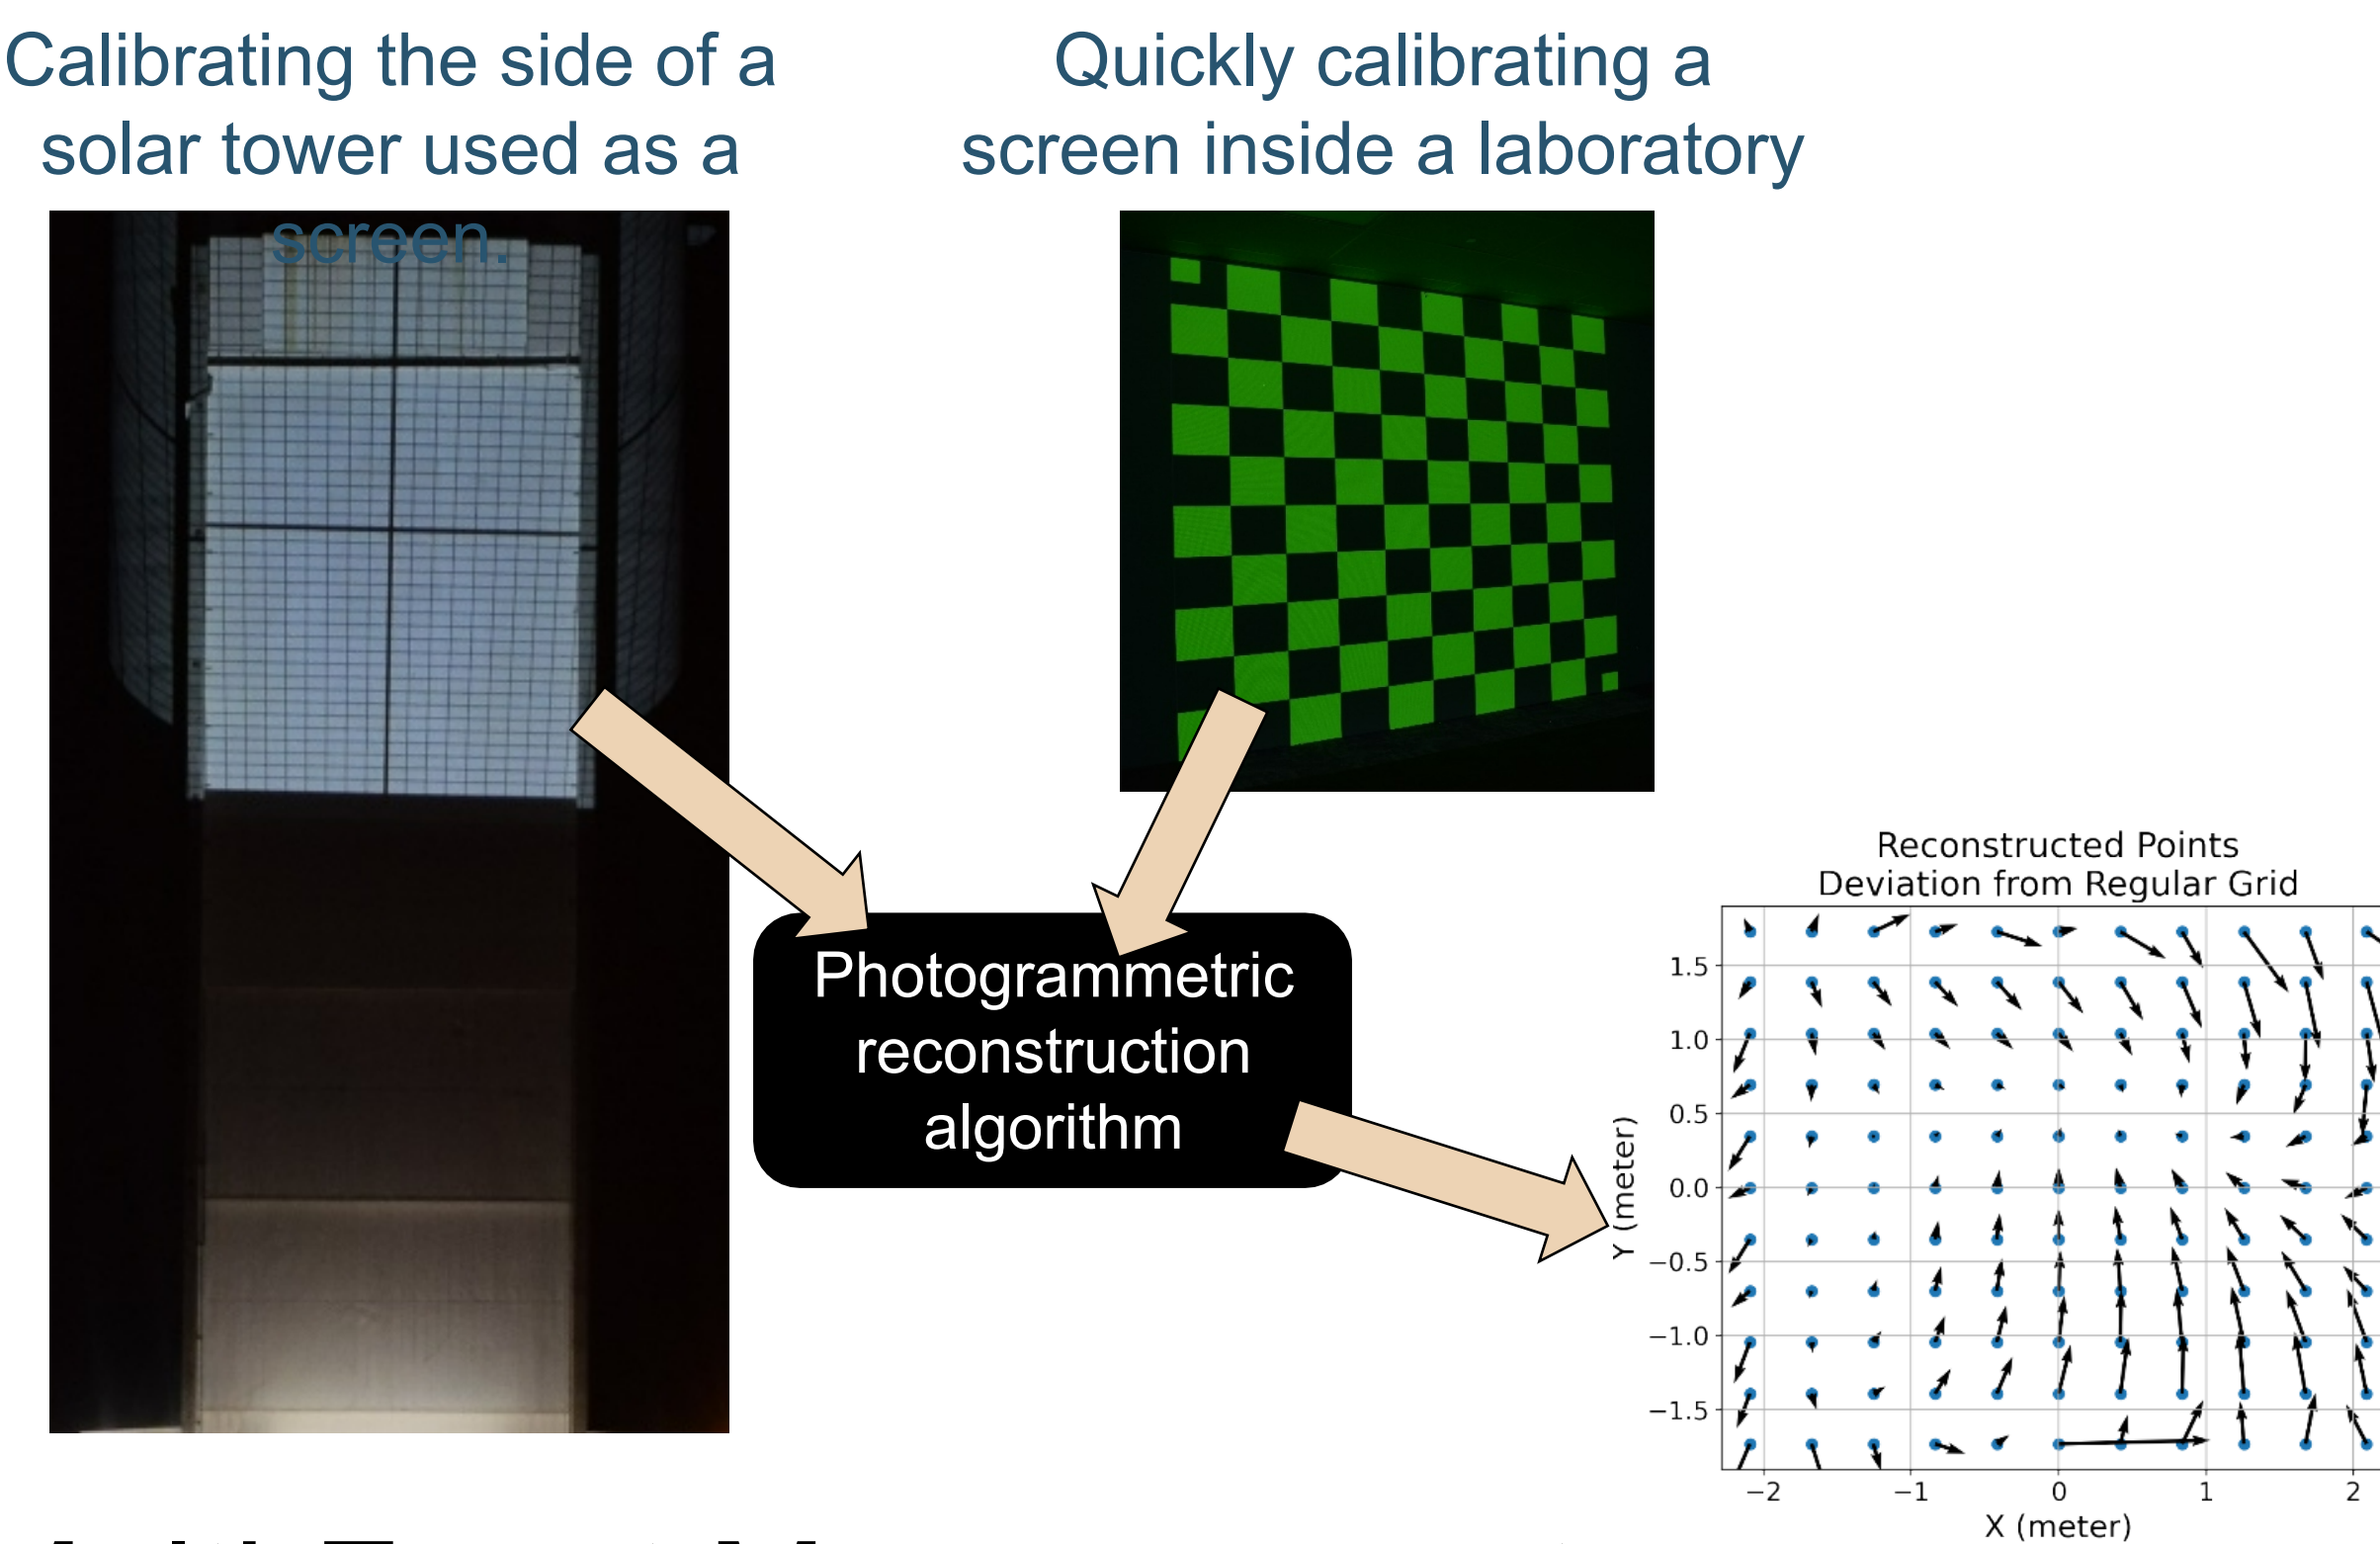 Calibrating the side of a
solar tower used as a
screen.
Quickly calibrating a
screen inside a laboratory
Photogrammetric
reconstruction
algorithm
Reconstructed Points
Deviation from Regular Grid
Y (meter)
1.5
1.0
0.5
0.0
−0.5
−1.0
−1.5
−2 −1 0 1 2
X (meter)